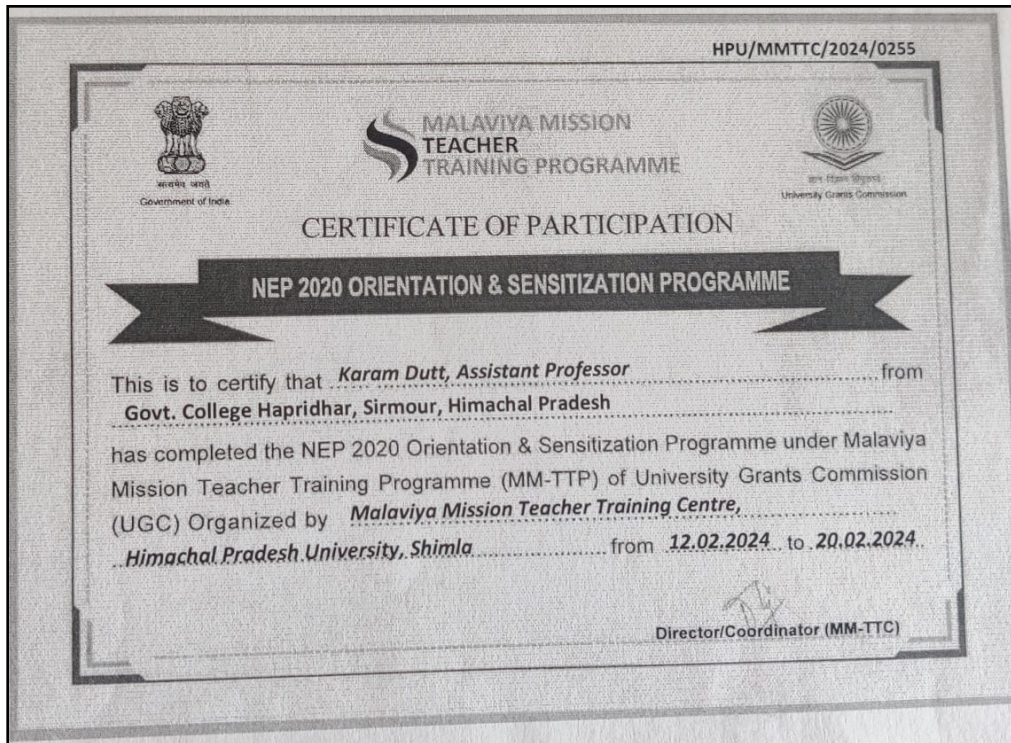 HPU/MMTTC/2024/0255
MALAVIYA MISSION
TEACHER
TRAINING PROGRAMME
सत्यमेव जयते
Government of India
ज्ञान विज्ञान विमुक्तये
University Grants Commission
CERTIFICATE OF PARTICIPATION
NEP 2020 ORIENTATION & SENSITIZATION PROGRAMME
This is to certify that Karam Dutt, Assistant Professor from
Govt. College Hapridhar, Sirmour, Himachal Pradesh
has completed the NEP 2020 Orientation & Sensitization Programme under Malaviya
Mission Teacher Training Programme (MM-TTP) of University Grants Commission
(UGC) Organized by Malaviya Mission Teacher Training Centre,
Himachal Pradesh University, Shimla from 12.02.2024 to 20.02.2024
Director/Coordinator (MM-TTC)